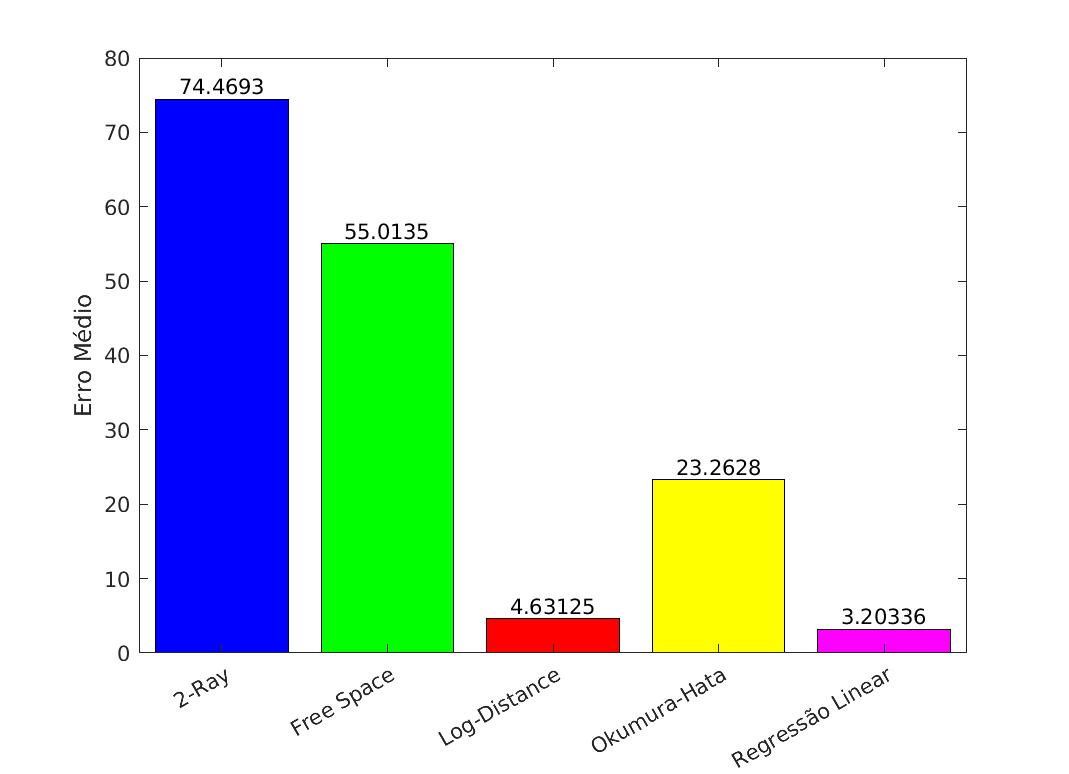 80
70
60
50
40
30
20
10
0
Erro Médio
74.4693
55.0135
4.63125
23.2628
3.20336
2-Ray
Free Space
Log-Distance
Okumura-Hata
Regressão Linear